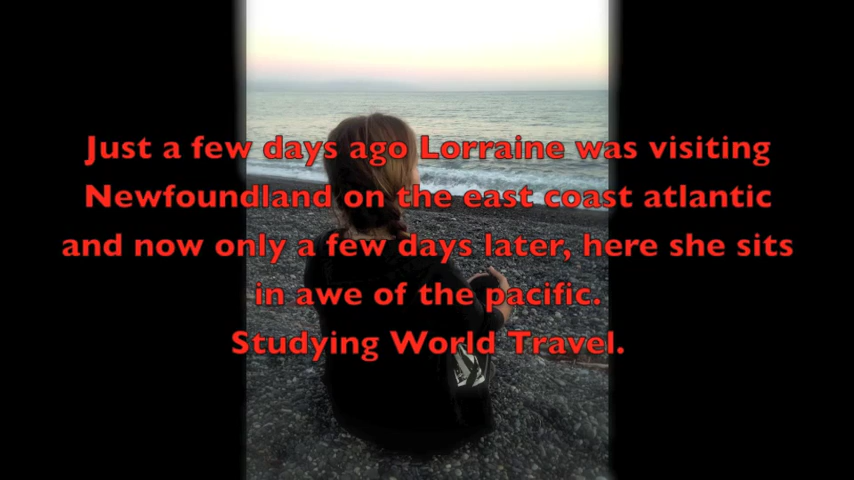 Just a few days ago Lorraine was visiting
Newfoundland on the east coast atlantic
and now only a few days later, here she sits
in awe of the pacific.
Studying World Travel.